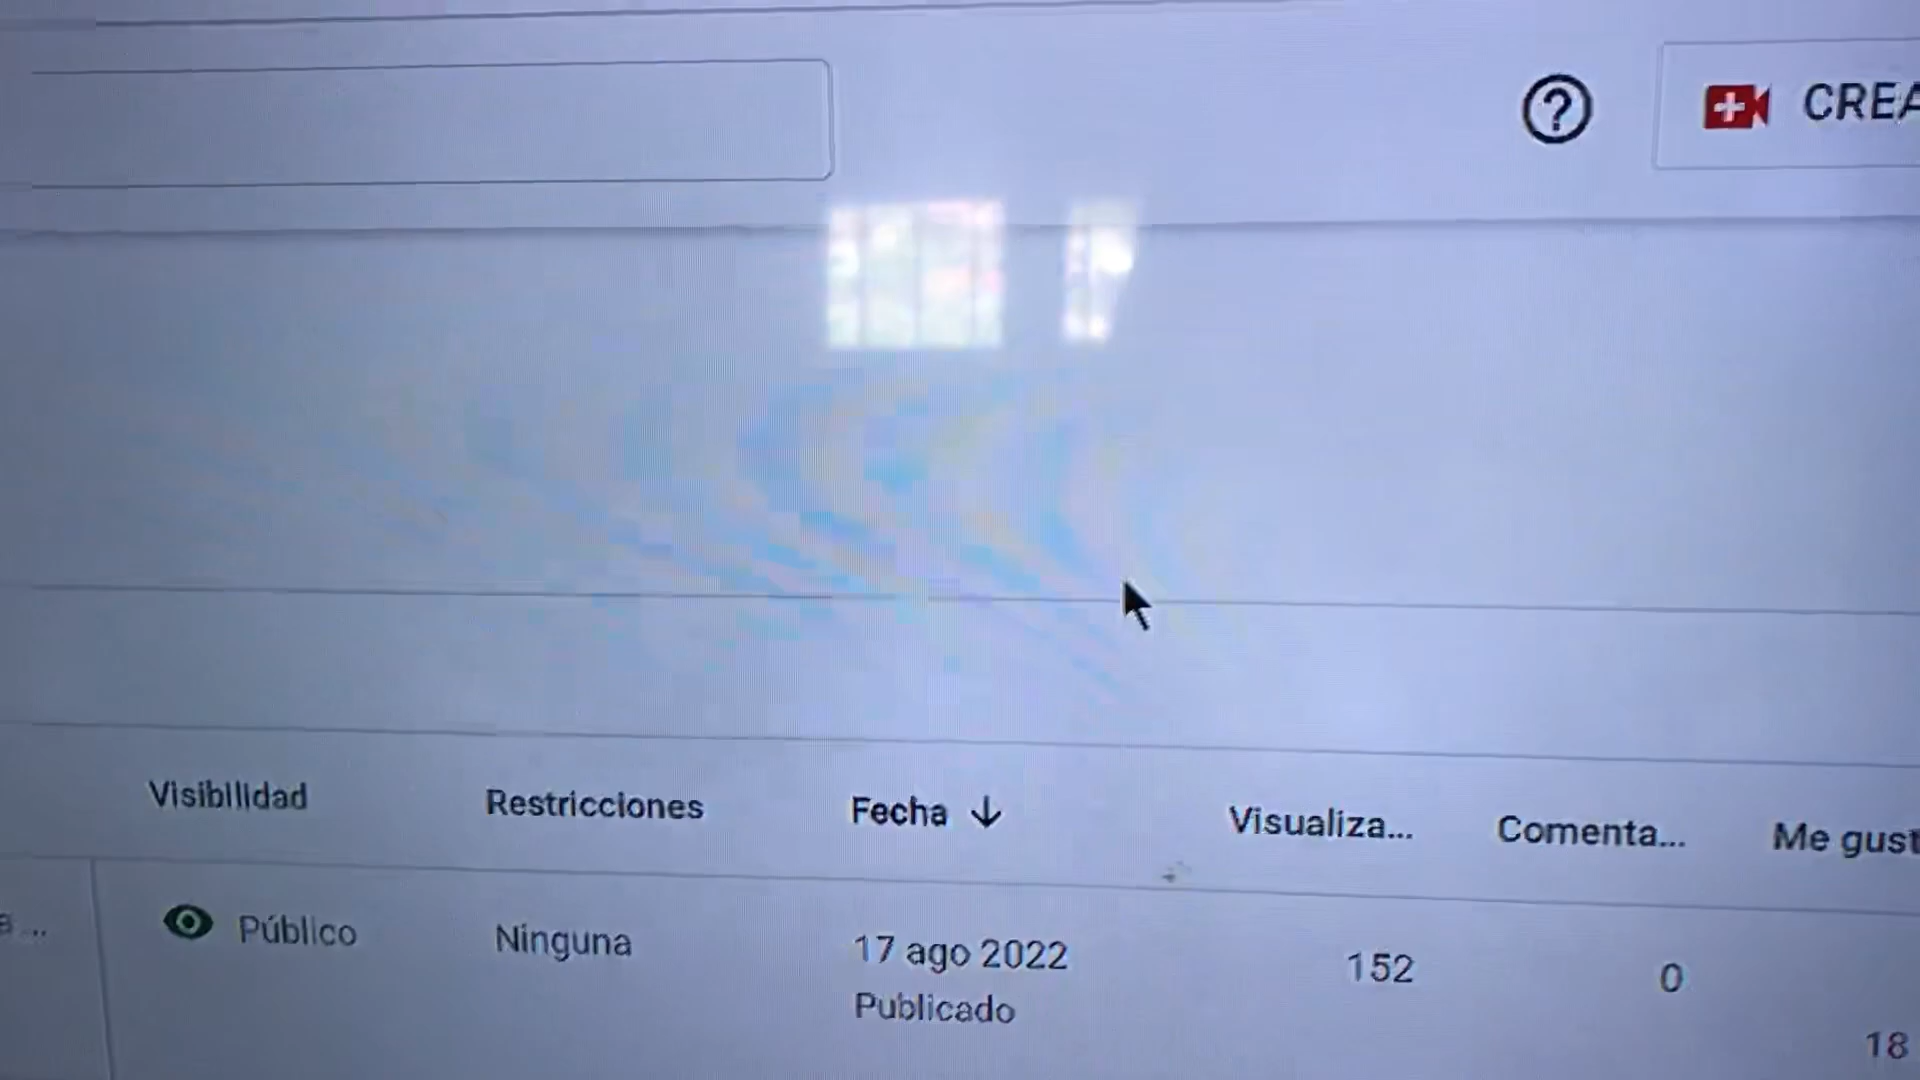 CREA
Visibilidad Restricciones Fecha Visualiza... Comenta... Me gust
Público Ninguna 17 ago 2022 152 0
Publicado
18